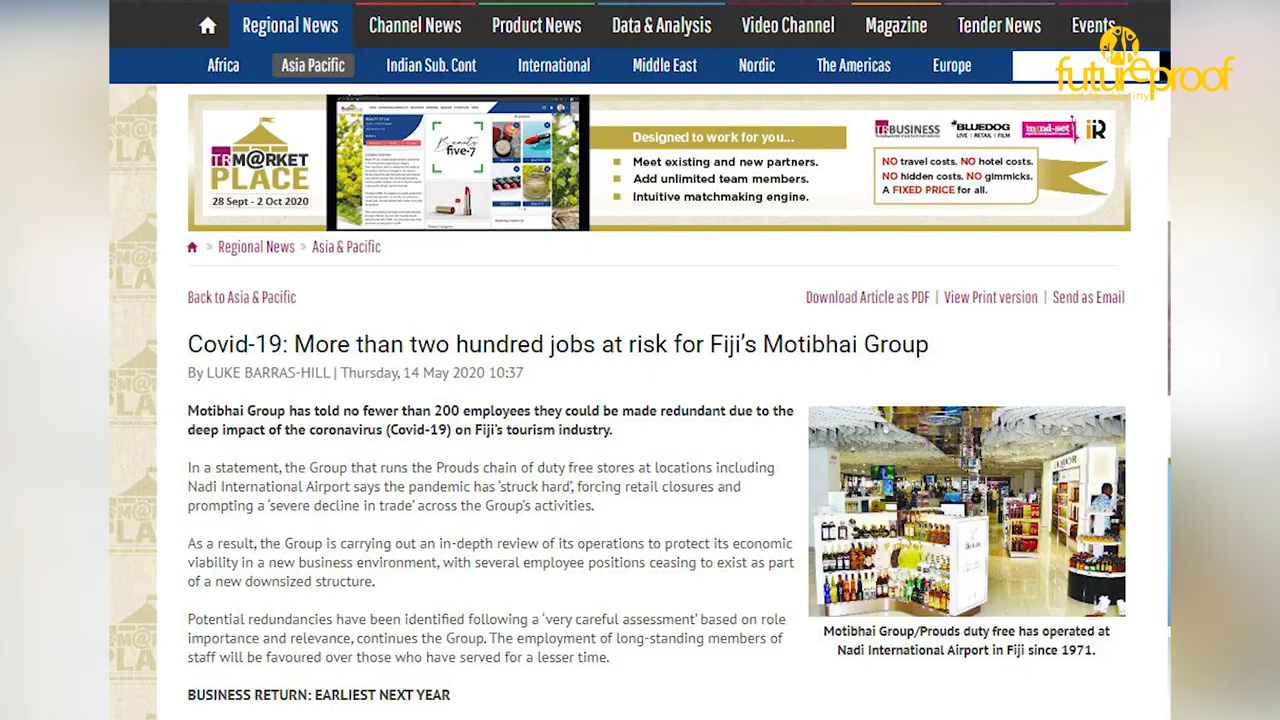 Regional News
Channel News
Product News
Data & Analysis
Video Channel
Magazine
Tender News
Events
Africa
Asia Pacific
Indian Sub. Cont
International
Middle East
Nordic
The Americas
Europe
futureproof
TRM@RKET
PLACE
28 Sept - 2 Oct 2020
Beauty
five-7
Designed to work for you...
Meet existing and new partners.
Add unlimited team members.
Intuitive matchmaking engine.
TRBUSINESS
BLUEDOG
LIVE | RETAIL | FILM
m1nd-set
iR
NO travel costs. NO hotel costs.
NO hidden costs. NO gimmicks.
A FIXED PRICE for all.
> Regional News > Asia & Pacific
Back to Asia & Pacific
Download Article as PDF | View Print version | Send as Email
Covid-19: More than two hundred jobs at risk for Fiji’s Motibhai Group
By LUKE BARRAS-HILL | Thursday, 14 May 2020 10:37
Motibhai Group has told no fewer than 200 employees they could be made redundant due to the
deep impact of the coronavirus (Covid-19) on Fiji’s tourism industry.
In a statement, the Group that runs the Prouds chain of duty free stores at locations including
Nadi International Airport says the pandemic has ‘struck hard’, forcing retail closures and
prompting a ‘severe decline in trade’ across the Group’s activities.
As a result, the Group is carrying out an in-depth review of its operations to protect its economic
viability in a new business environment, with several employee positions ceasing to exist as part
of a new downsized structure.
Potential redundancies have been identified following a ‘very careful assessment’ based on role
importance and relevance, continues the Group. The employment of long-standing members of
staff will be favoured over those who have served for a lesser time.
BUSINESS RETURN: EARLIEST NEXT YEAR
LIQUOR
Motibhai Group/Prouds duty free has operated at
Nadi International Airport in Fiji since 1971.